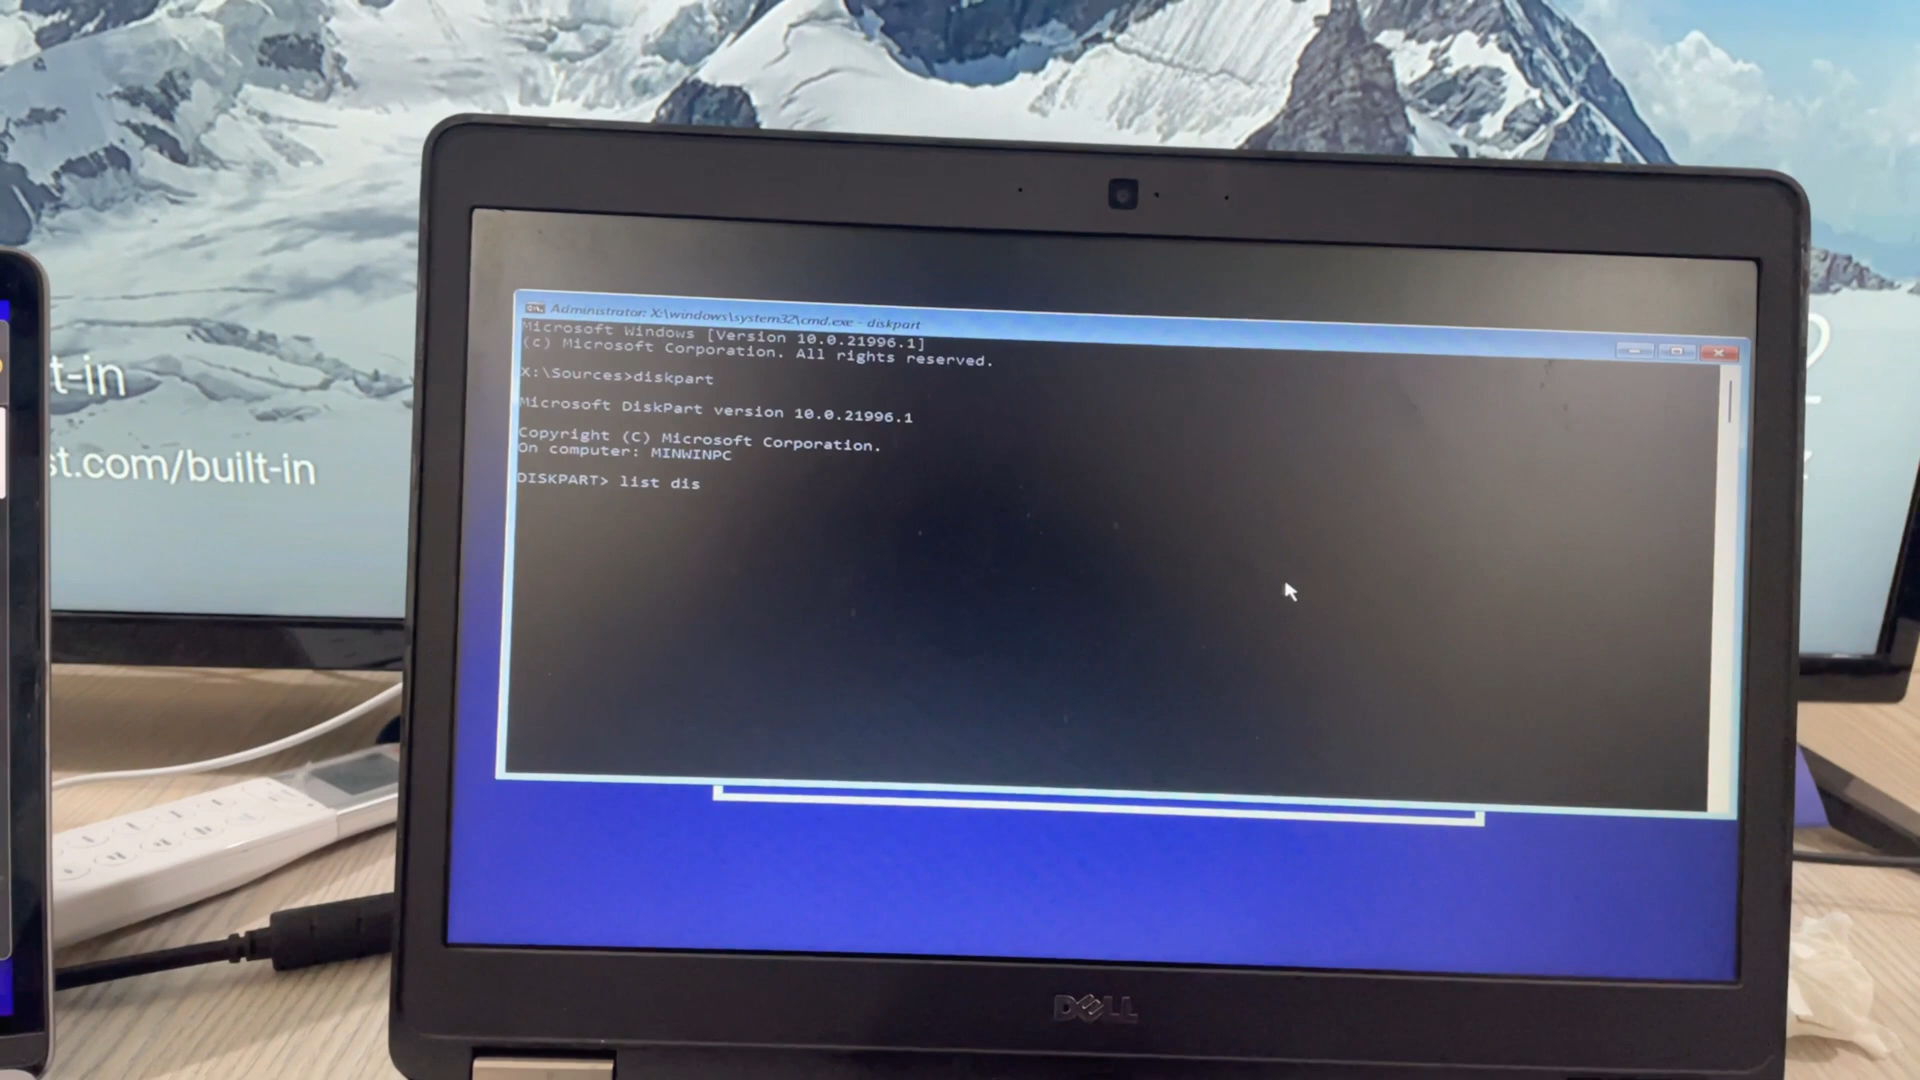 Administrator: X:\windows\system32\cmd.exe - diskpart
Microsoft Windows [Version 10.0.21996.1]
(c) Microsoft Corporation. All rights reserved.
X:\Sources>diskpart
Microsoft DiskPart version 10.0.21996.1
Copyright (C) Microsoft Corporation.
On computer: MINWINPC
DISKPART> list dis
t-in
st.com/built-in
DELL